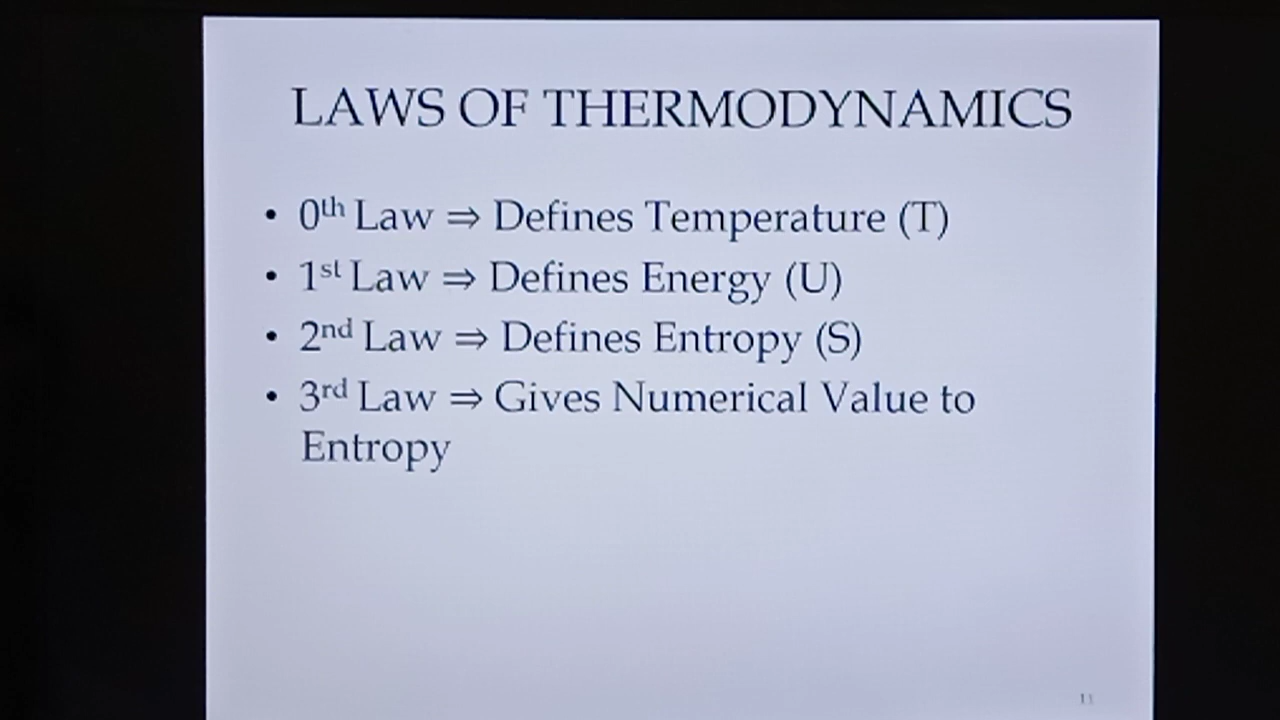 LAWS OF THERMODYNAMICS
• 0th Law ⇒ Defines Temperature (T)
• 1st Law ⇒ Defines Energy (U)
• 2nd Law ⇒ Defines Entropy (S)
• 3rd Law ⇒ Gives Numerical Value to
Entropy
11